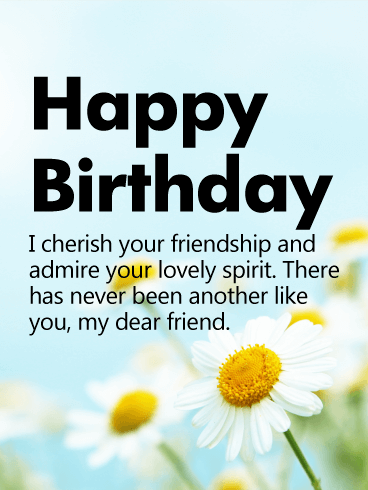 Happy
Birthday
I cherish your friendship and
admire your lovely spirit. There
has never been another like
you, my dear friend.